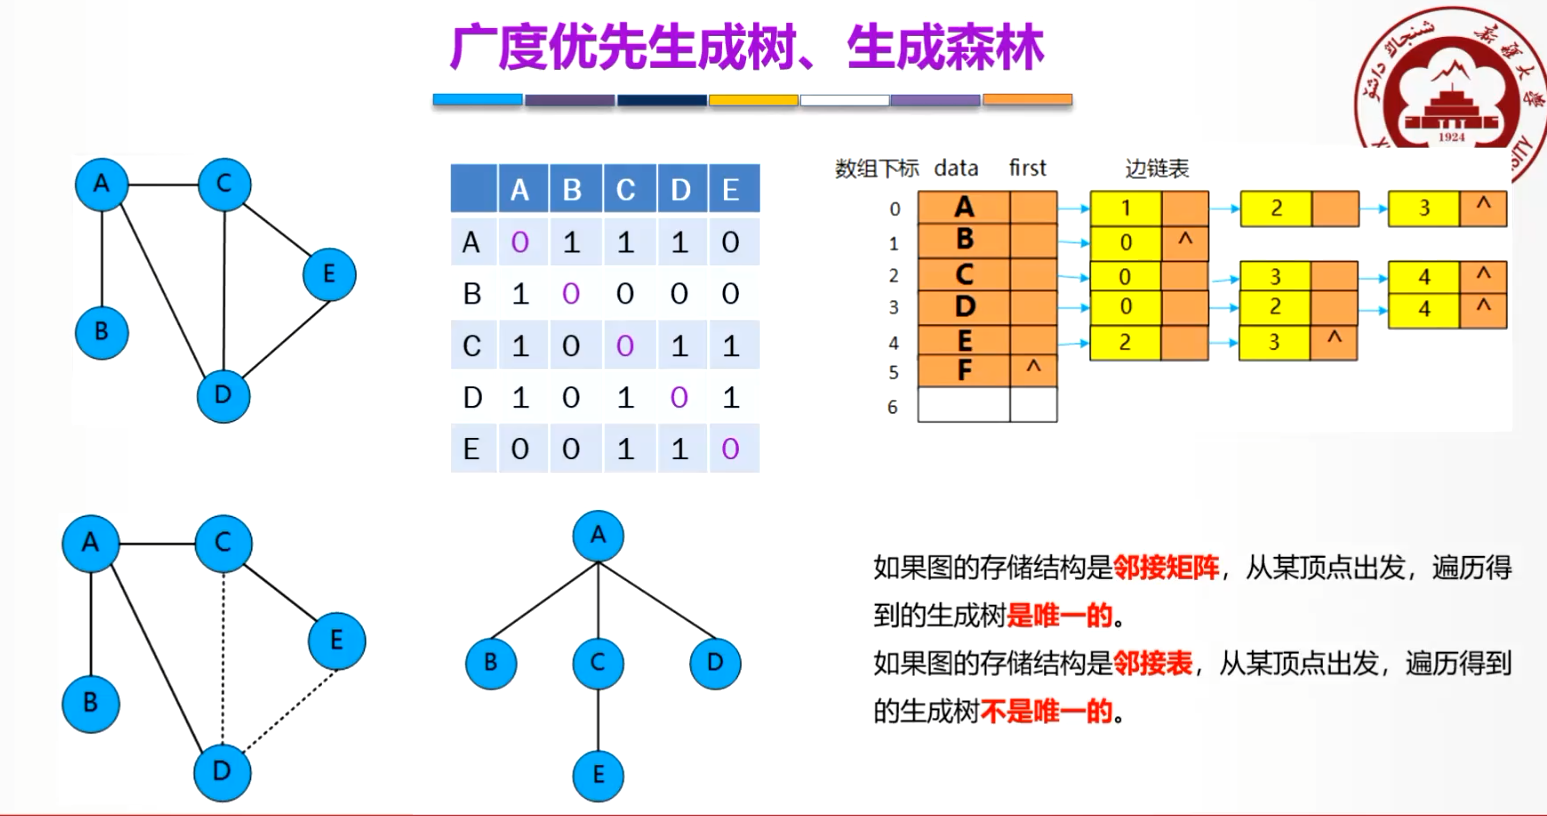 广度优先生成树、生成森林
新疆大学
1924
A
C
E
B
D
A B C D E
A 0 1 1 1 0
B 1 0 0 0 0
C 1 0 0 1 1
D 1 0 1 0 1
E 0 0 1 1 0
数组下标 data first 边链表
0 A 1 2 3 ^
1 B 0 ^
2 C 0 3 4 ^
3 D 0 2 4 ^
4 E 2 3 ^
5 F ^
6
A
C
E
B
D
A
B C D
E
如果图的存储结构是邻接矩阵，从某顶点出发，遍历得
到的生成树是唯一的。
如果图的存储结构是邻接表，从某顶点出发，遍历得到
的生成树不是唯一的。